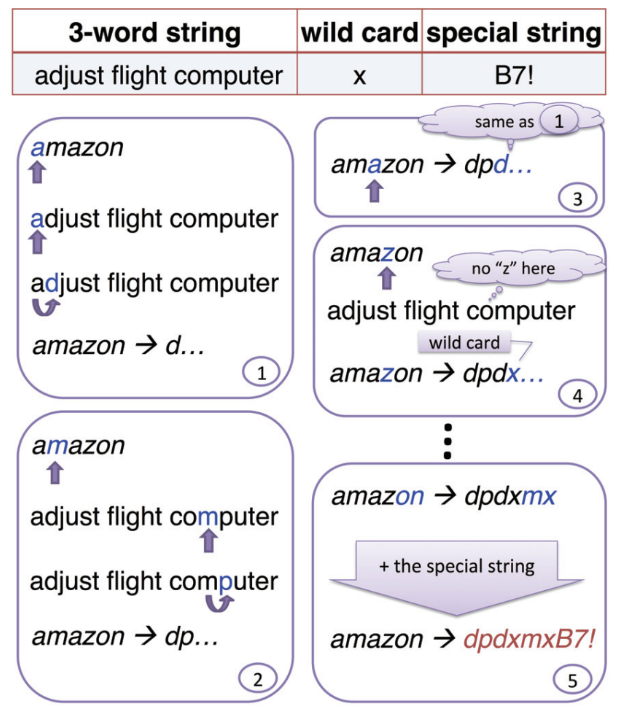 3-word string wild card special string
adjust flight computer x B7!
amazon
adjust flight computer
adjust flight computer
amazon → d...
1
amazon
adjust flight computer
adjust flight computer
amazon → dp...
2
same as 1
amazon → dpd...
3
amazon
no “z” here
adjust flight computer
wild card
amazon → dpdx...
4
amazon → dpdxmx
+ the special string
amazon → dpdxmxB7!
5